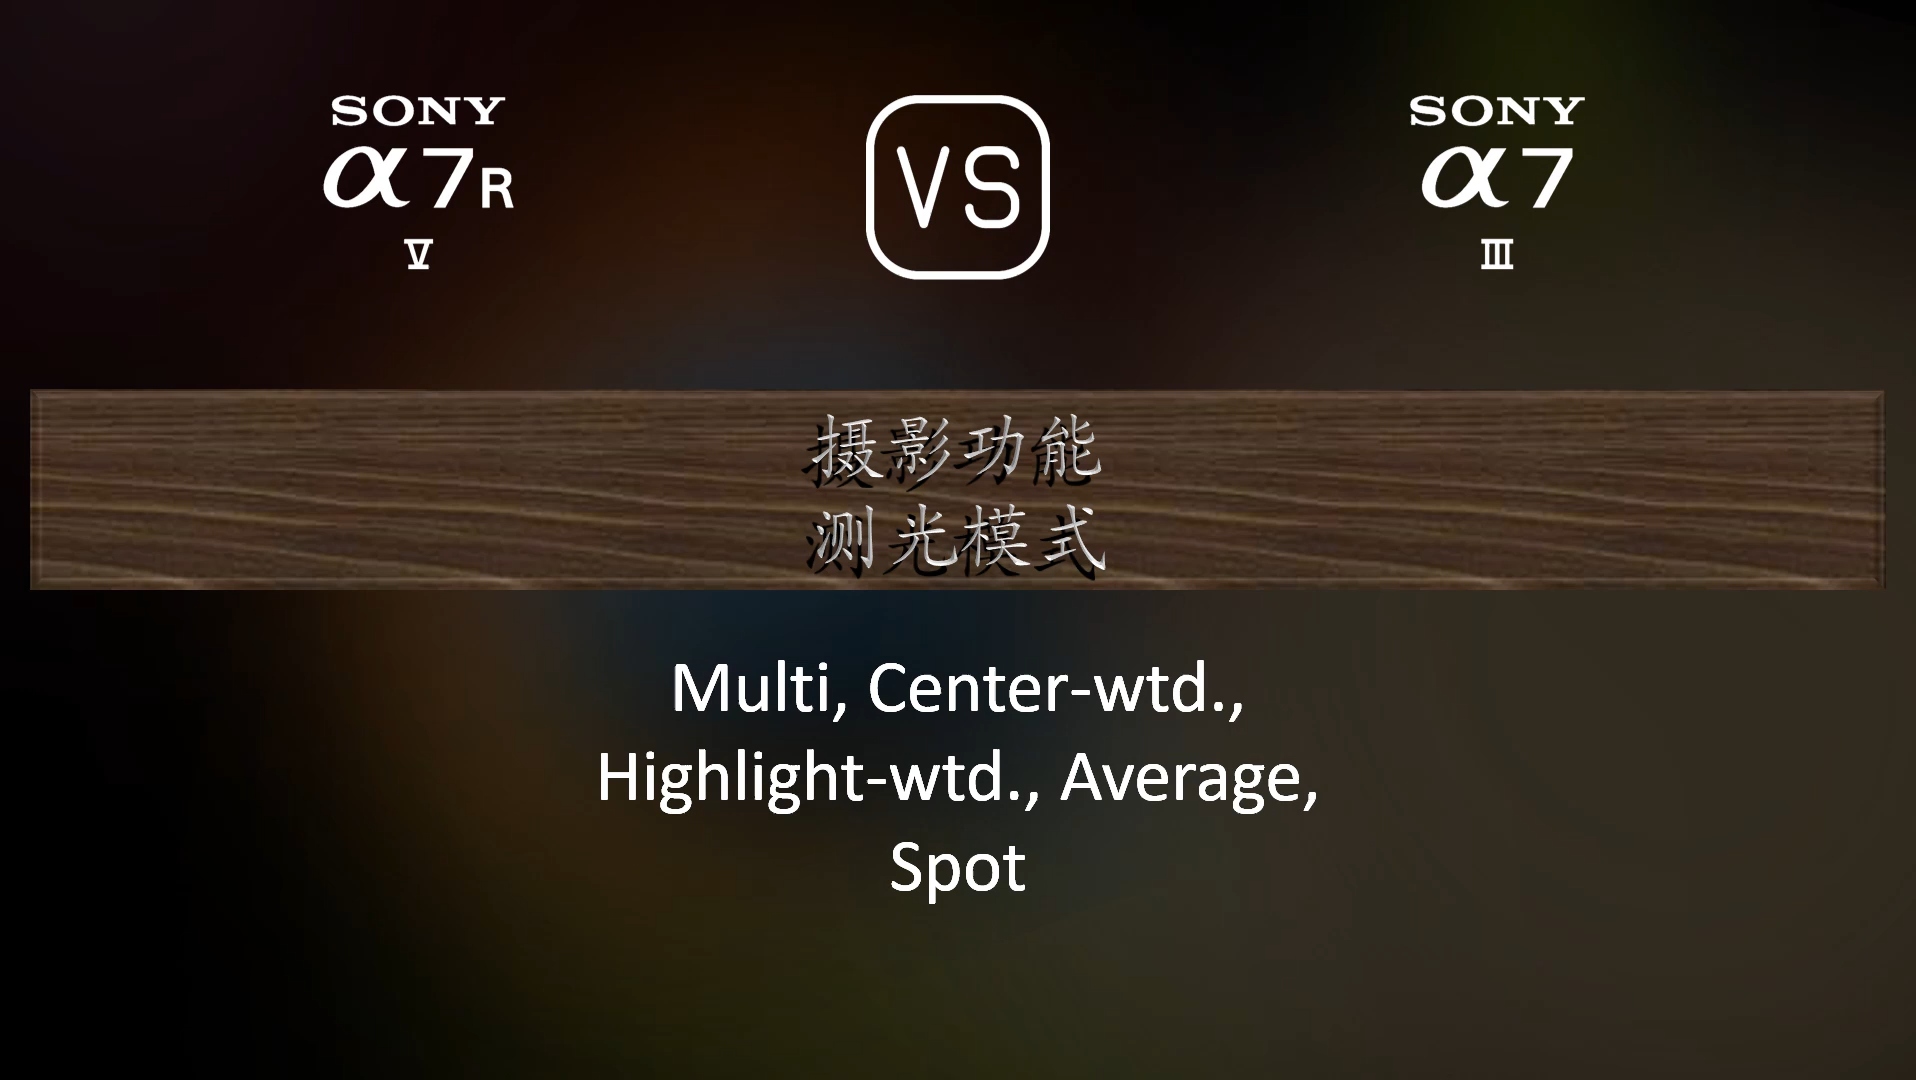 SONY
α7R
V
VS
SONY
α7
III
摄影功能
测光模式
Multi, Center-wtd.,
Highlight-wtd., Average,
Spot